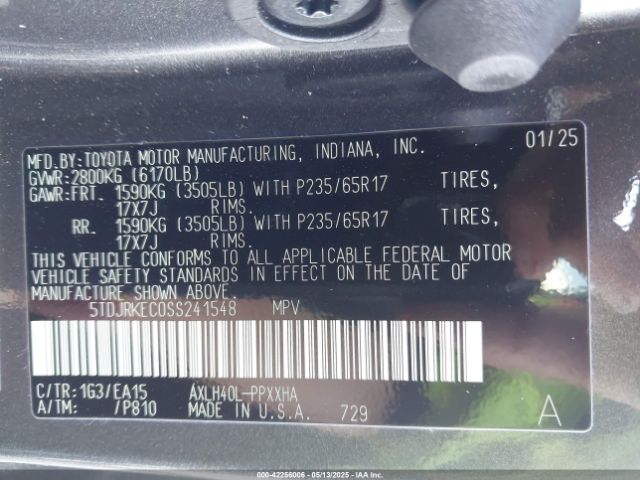 MFD.BY:TOYOTA MOTOR MANUFACTURING, INDIANA, INC. 01/25
GVWR:2800KG (6170LB)
GAWR:FRT. 1590KG (3505LB) WITH P235/65R17 TIRES,
17X7J RIMS.
RR. 1590KG (3505LB) WITH P235/65R17 TIRES,
17X7J RIMS.
THIS VEHICLE CONFORMS TO ALL APPLICABLE FEDERAL MOTOR
VEHICLE SAFETY STANDARDS IN EFFECT ON THE DATE OF
MANUFACTURE SHOWN ABOVE.
5TDJRKEC0SS241548 MPV
C/TR:1G3/EA15 AXLH40L-PPXXHA
A/TM: /P810 MADE IN U.S.A. 729 A
000-42256006 - 05/13/2025 - IAAI.COM